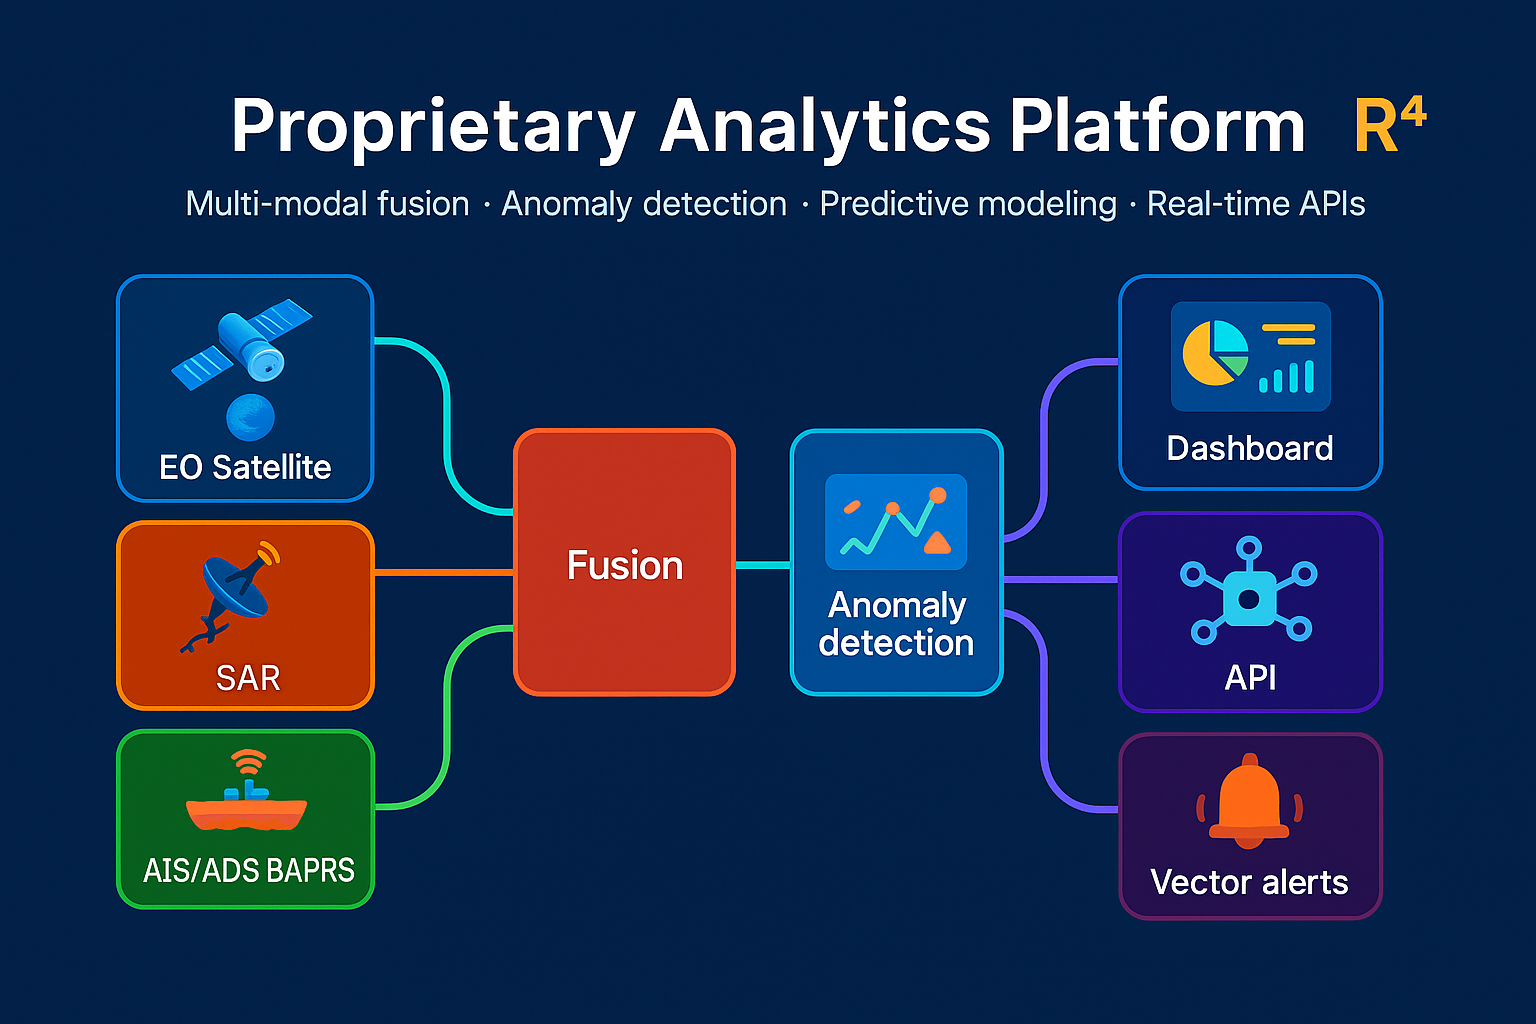 Proprietary Analytics Platform R⁴
Multi-modal fusion · Anomaly detection · Predictive modeling · Real-time APIs
EO Satellite
SAR
AIS/ADS BAPRS
Fusion
Anomaly
detection
Dashboard
API
Vector alerts